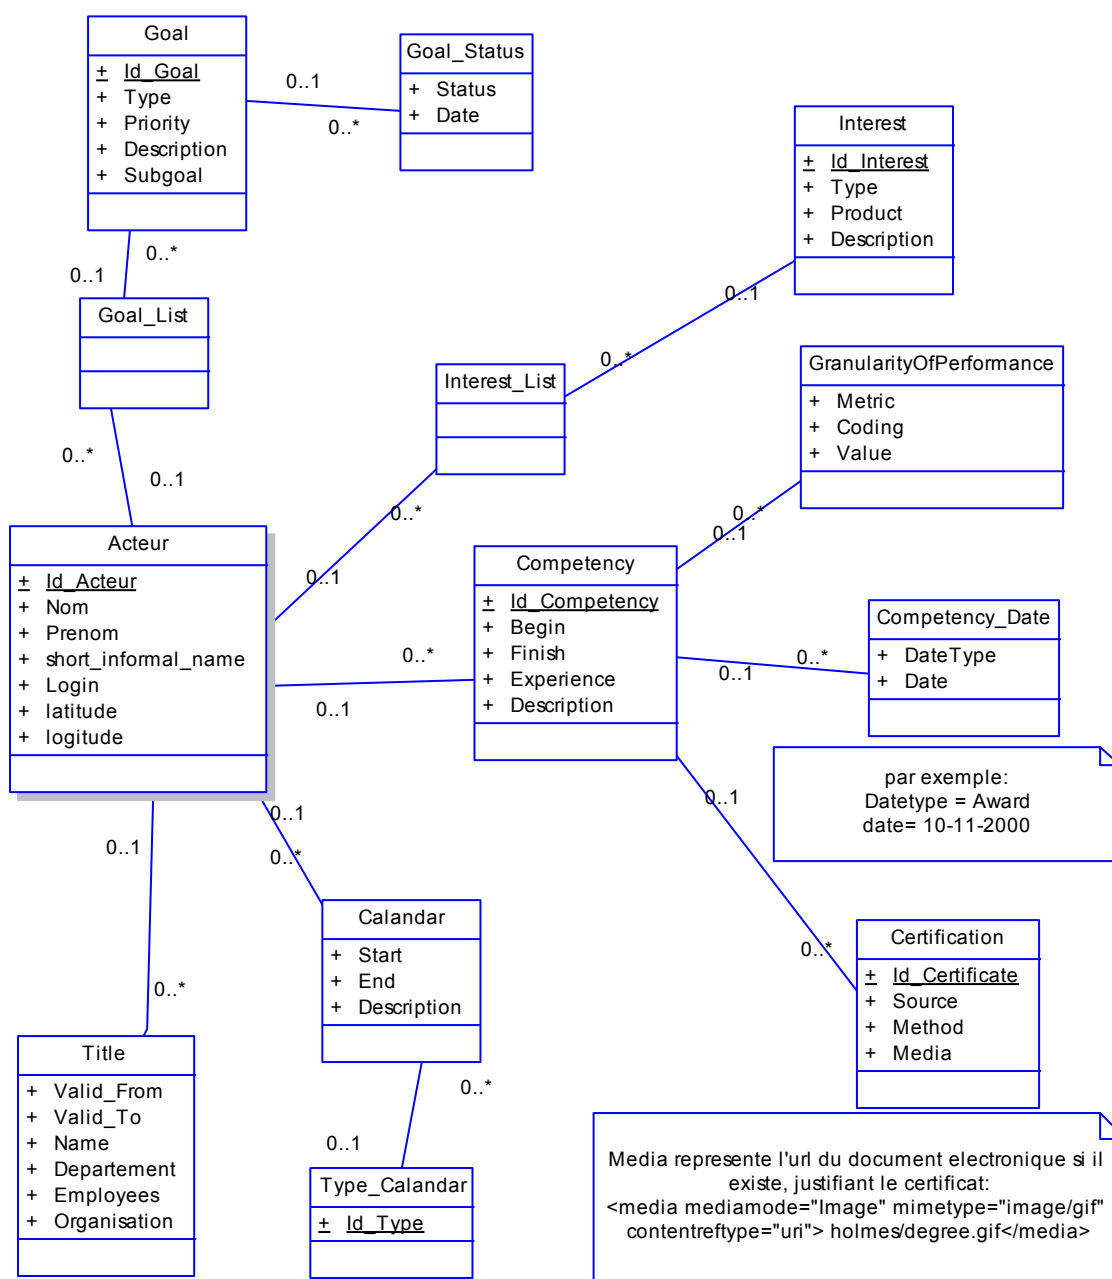 Goal
+ Id_Goal
+ Type
+ Priority
+ Description
+ Subgoal
Goal_Status
+ Status
+ Date
0..1
0..*
Interest
+ Id_Interest
+ Type
+ Product
+ Description
0..*
0..1
Goal_List
0..1
0..*
Interest_List
GranularityOfPerformance
+ Metric
+ Coding
+ Value
0..*
0..1
0..*
0..1
0..*
0..1
Acteur
+ Id_Acteur
+ Nom
+ Prenom
+ short_informal_name
+ Login
+ latitude
+ logitude
Competency
+ Id_Competency
+ Begin
+ Finish
+ Experience
+ Description
Competency_Date
+ DateType
+ Date
0..*
0..1
0..*
0..1
par exemple:
Datetype = Award
date= 10-11-2000
0..1
0..1
0..*
0..1
0..*
0..*
Calandar
+ Start
+ End
+ Description
Certification
+ Id_Certificate
+ Source
+ Method
+ Media
Title
+ Valid_From
+ Valid_To
+ Name
+ Departement
+ Employees
+ Organisation
0..*
0..1
Type_Calandar
+ Id_Type
Media represente l'url du document electronique si il
existe, justifiant le certificat:
<media mediamode="Image" mimetype="image/gif"
contentreftype="uri"> holmes/degree.gif</media>